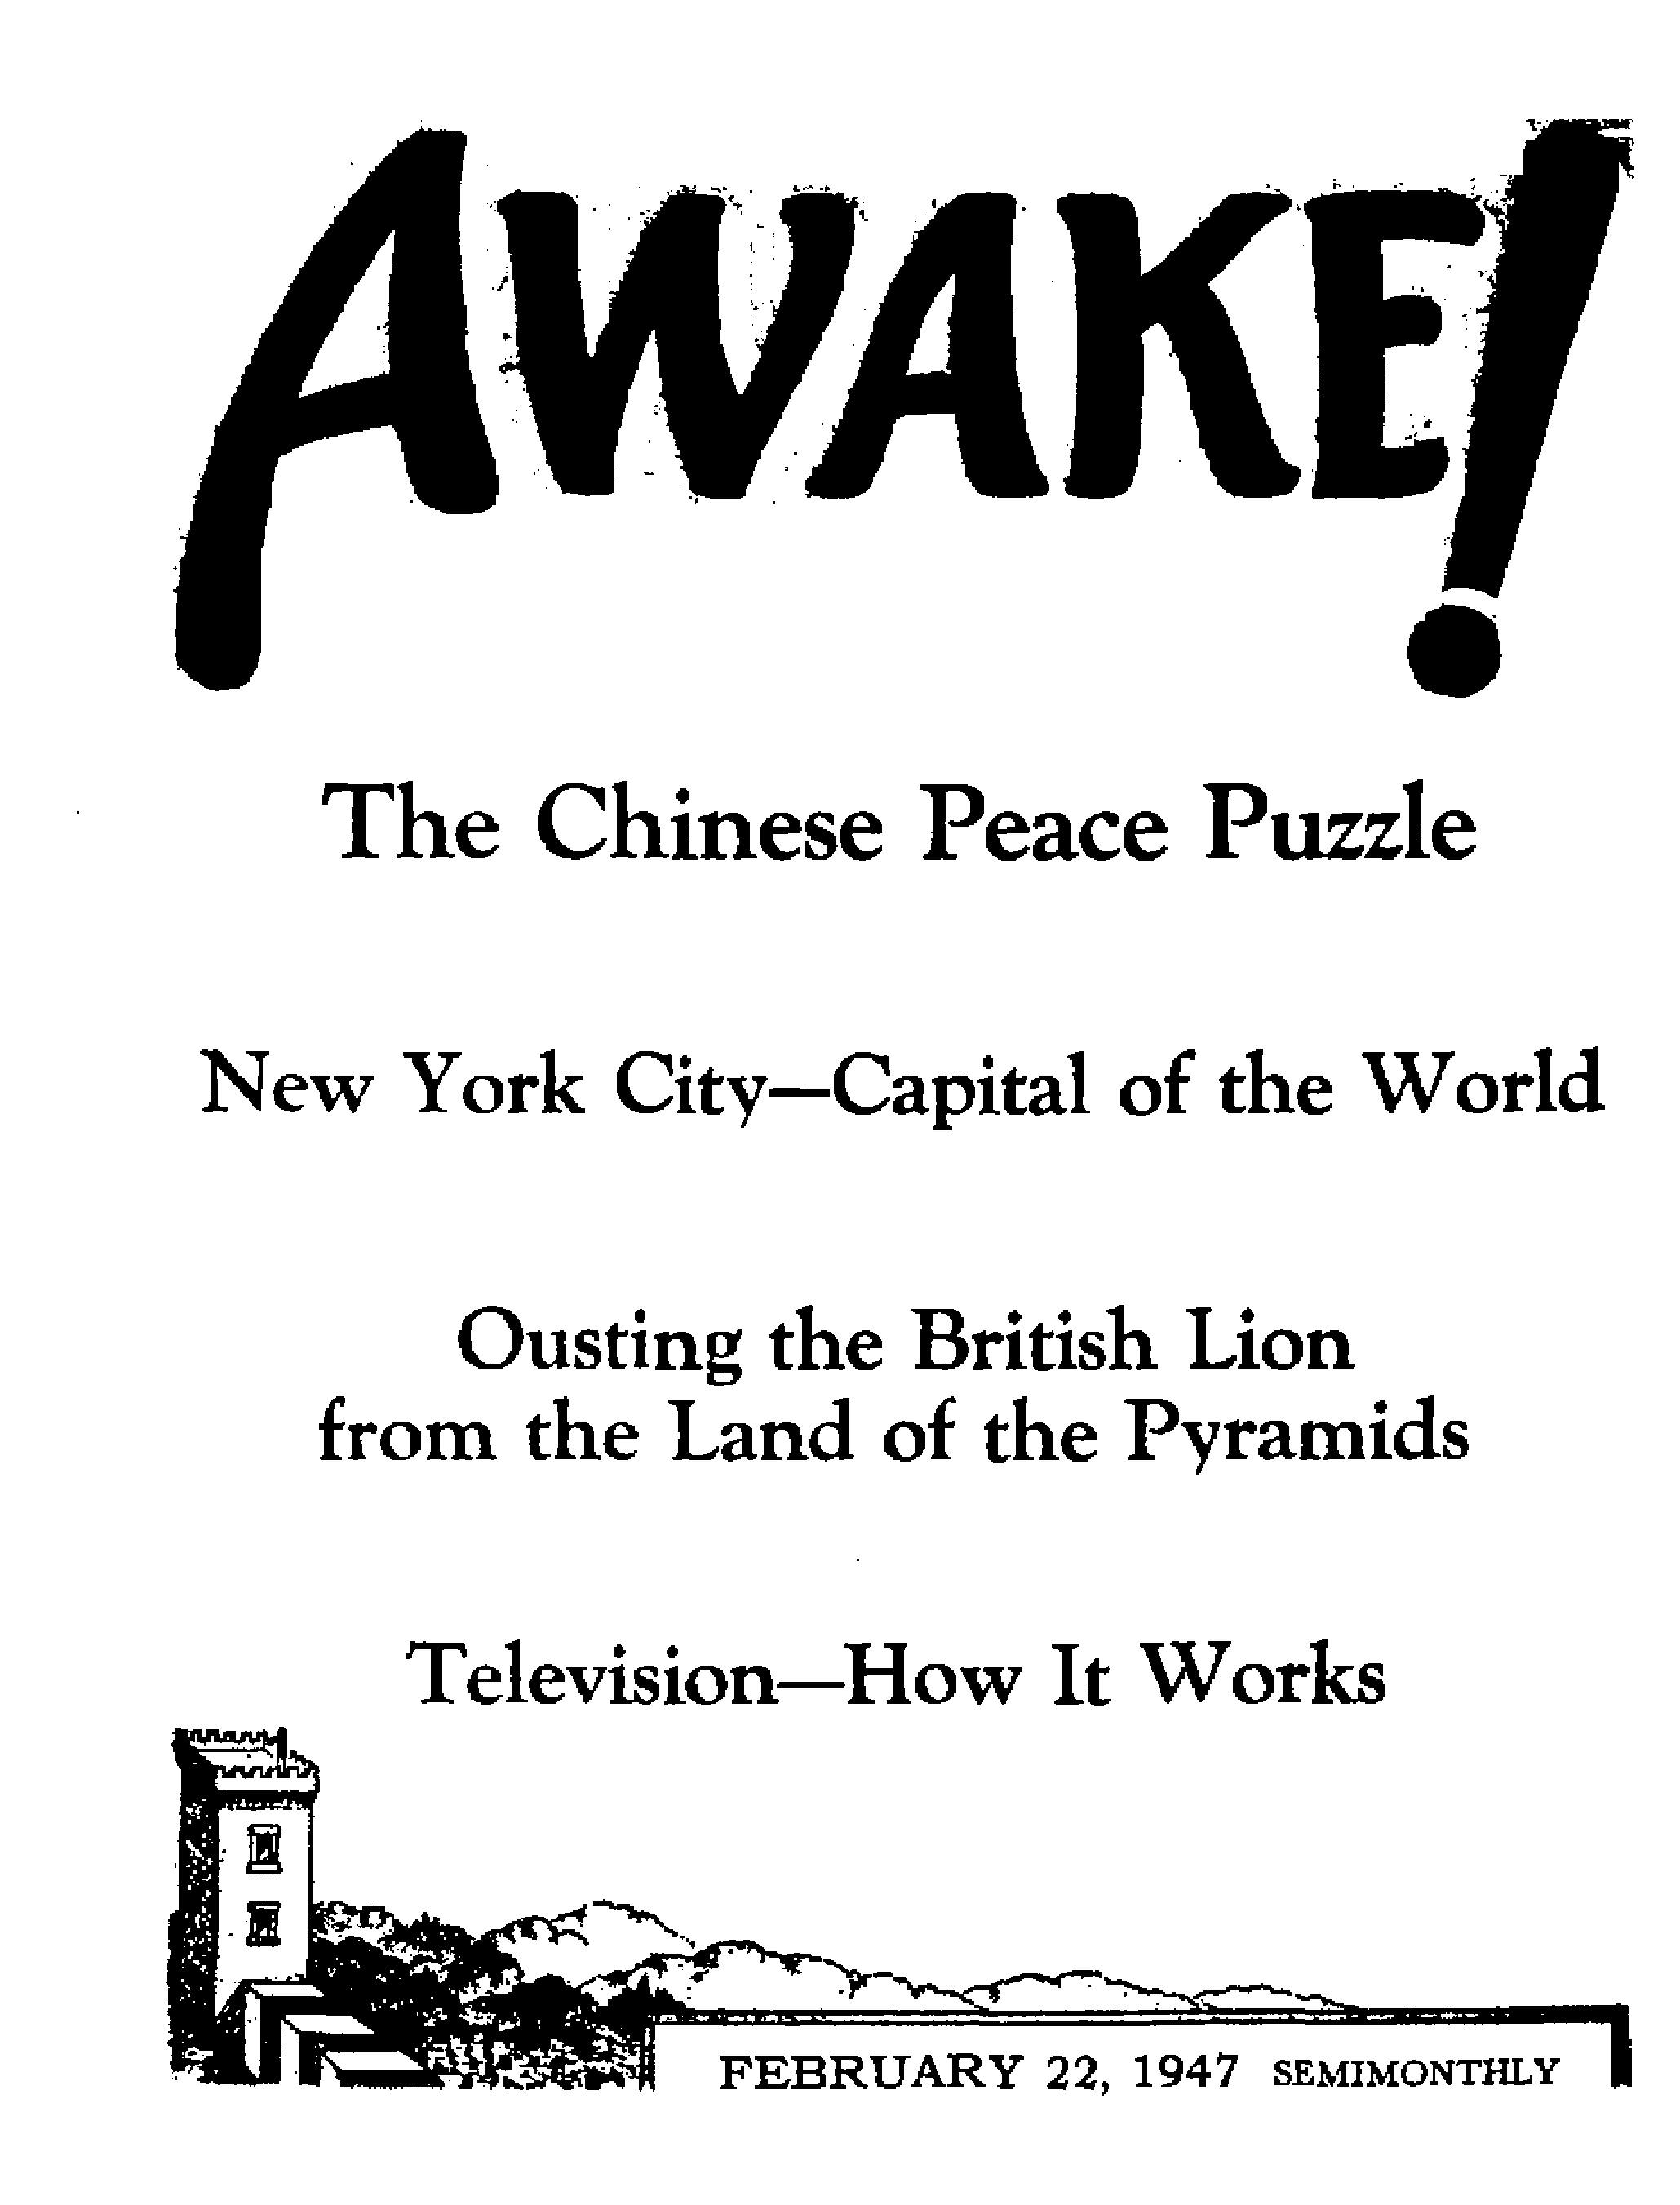 AWAKE!
The Chinese Peace Puzzle
New York City—Capital of the World
Ousting the British Lion
from the Land of the Pyramids
Television—How It Works
FEBRUARY 22, 1947 SEMIMONTHLY